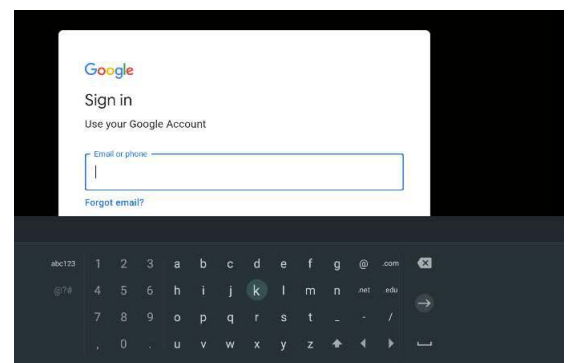 Google
Sign in
Use your Google Account
Email or phone
Forgot email?
abc123 1 2 3 a b c d e f g @ .com
@?# 4 5 6 h i j k l m n .net .edu
7 8 9 o p q r s t _ - /
, 0 . u v w x y z